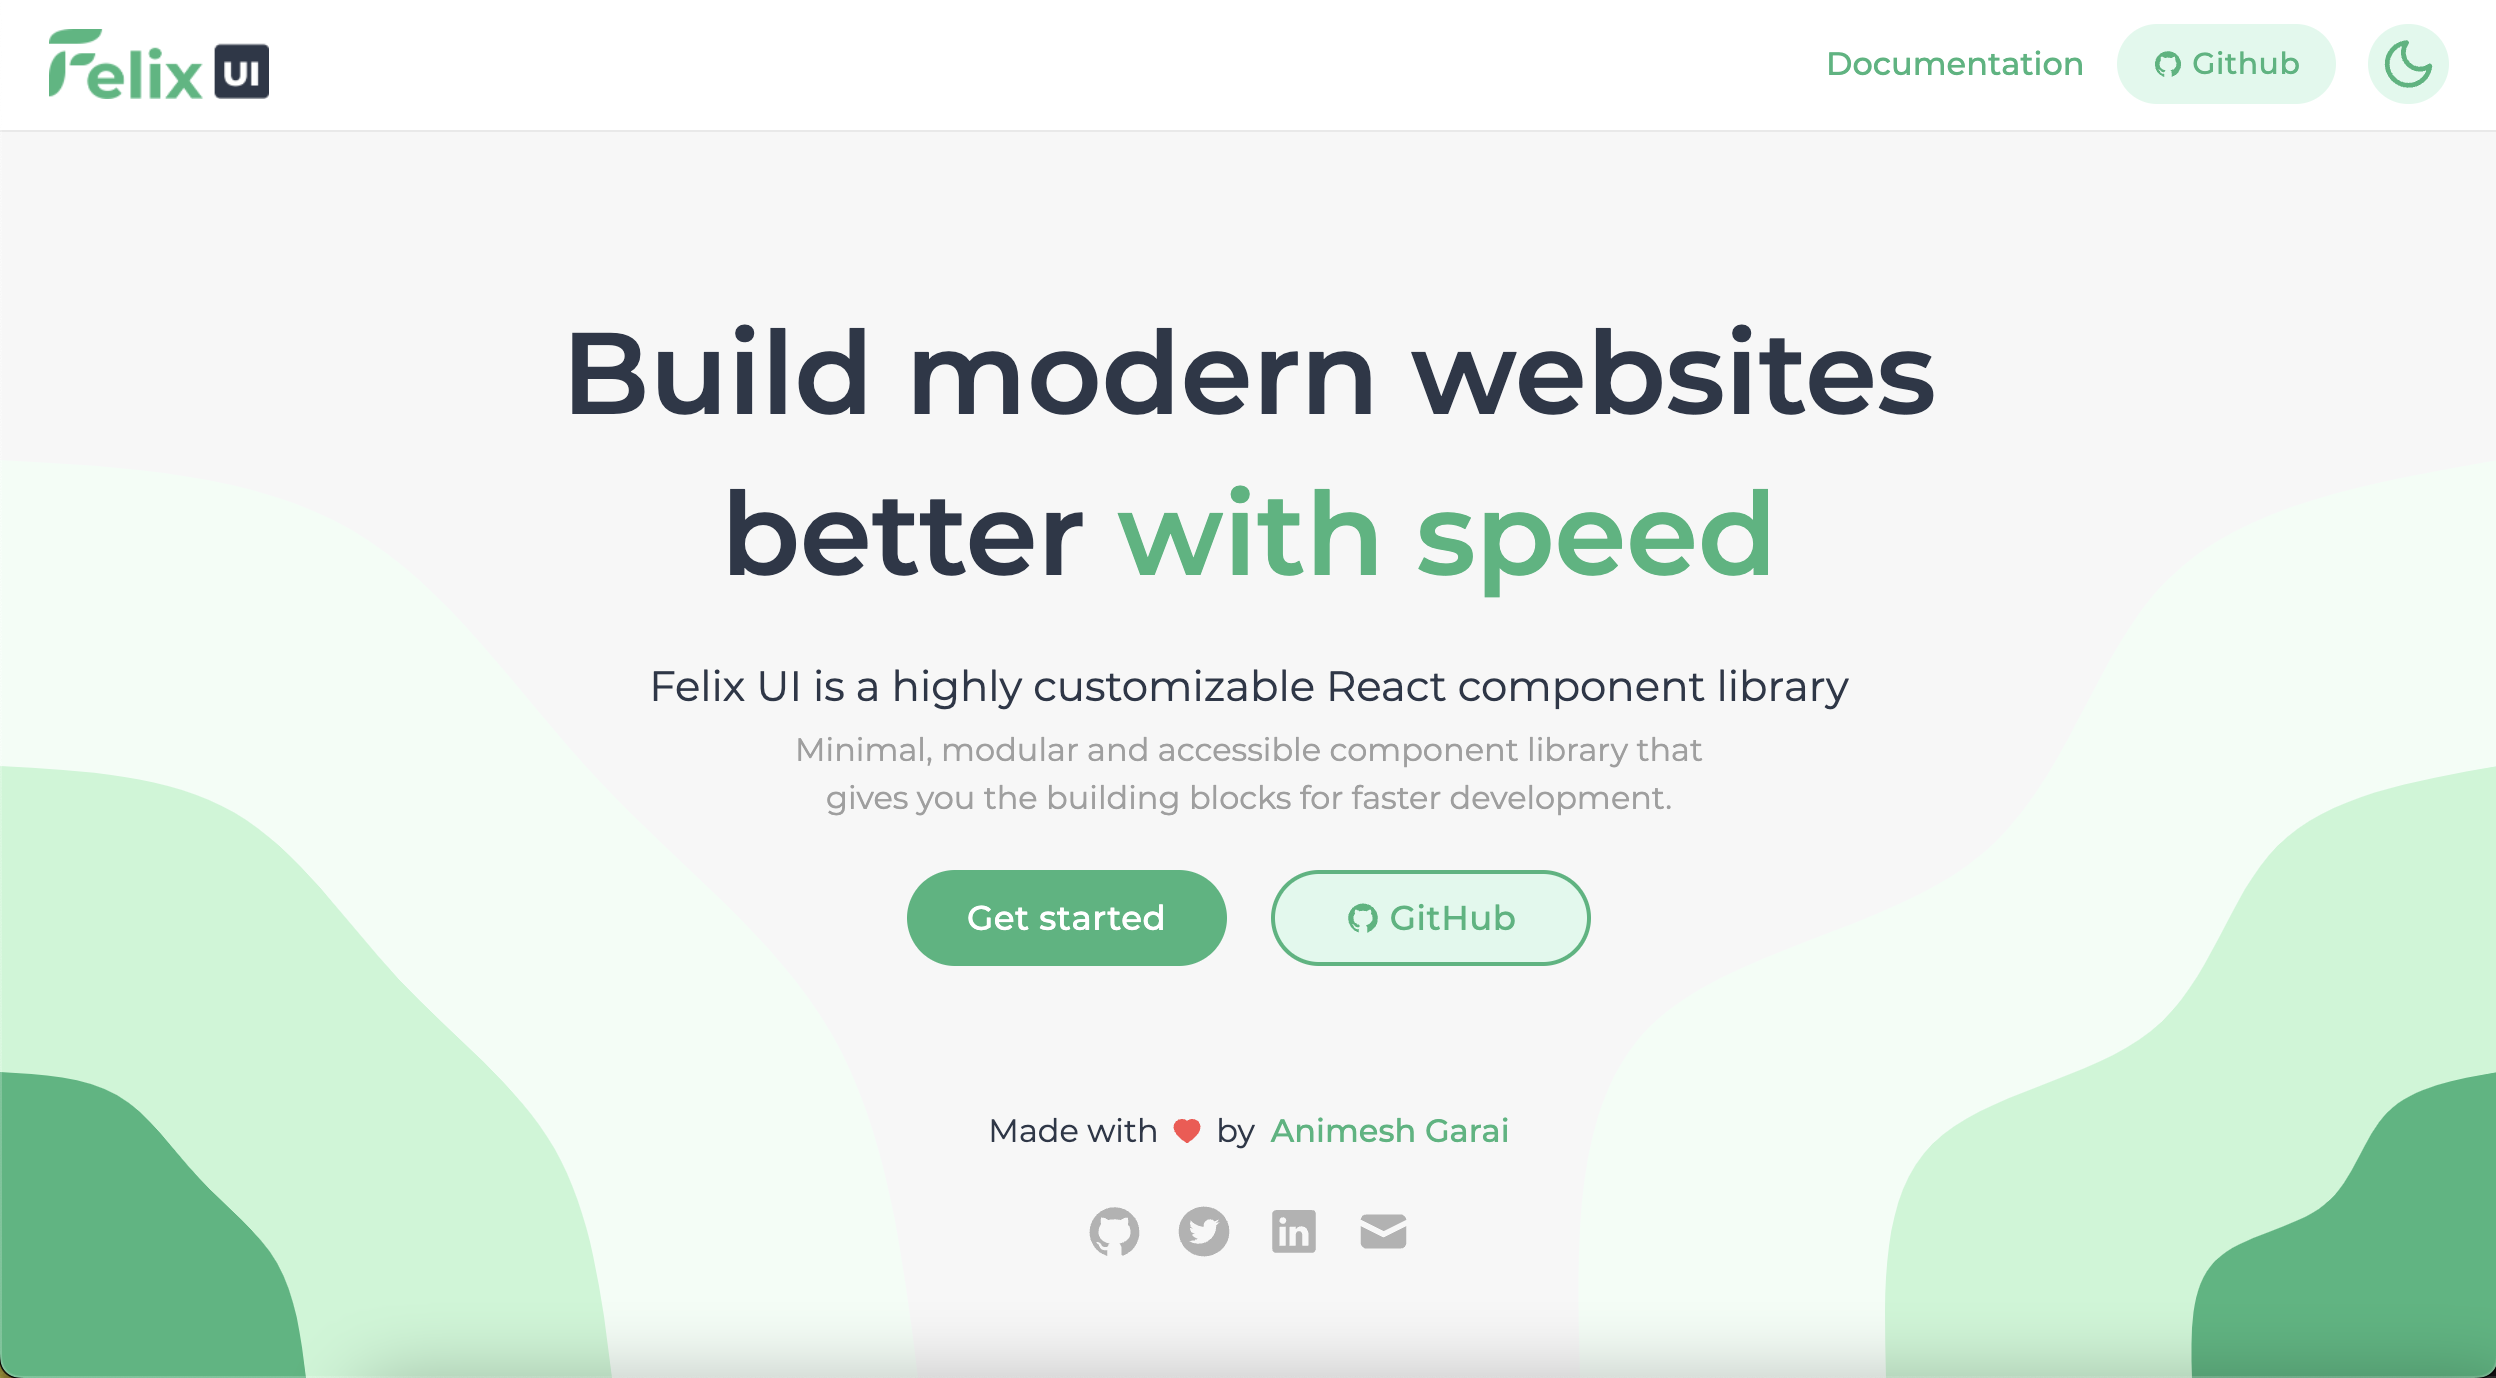 Felix UI
Documentation
Github
Build modern websites
better with speed
Felix UI is a highly customizable React component library
Minimal, modular and accessible component library that
gives you the building blocks for faster development.
Get started
GitHub
Made with ❤ by Animesh Garai
in